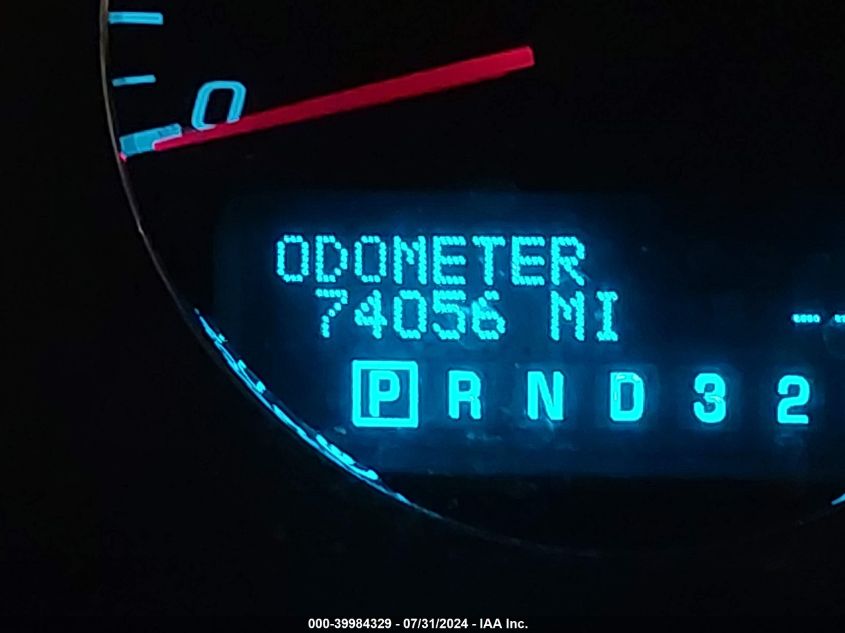 0
ODOMETER
74056 MI
P R N D 3 2
000-39984329 - 07/31/2024 - IAA Inc.